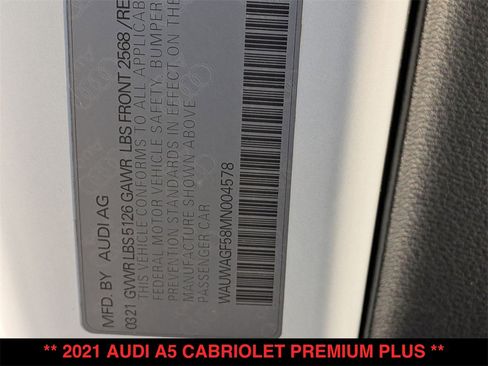 MFD. BY AUDI AG
0321 GVWR LBS 5126 GAWR LBS FRONT 2568 /RE
THIS VEHICLE CONFORMS TO ALL APPLICAB
FEDERAL MOTOR VEHICLE SAFETY, BUMPER
PREVENTION STANDARDS IN EFFECT ON THE
MANUFACTURE SHOWN ABOVE
PASSENGER CAR
WAUWAGF58MN004578
** 2021 AUDI A5 CABRIOLET PREMIUM PLUS **